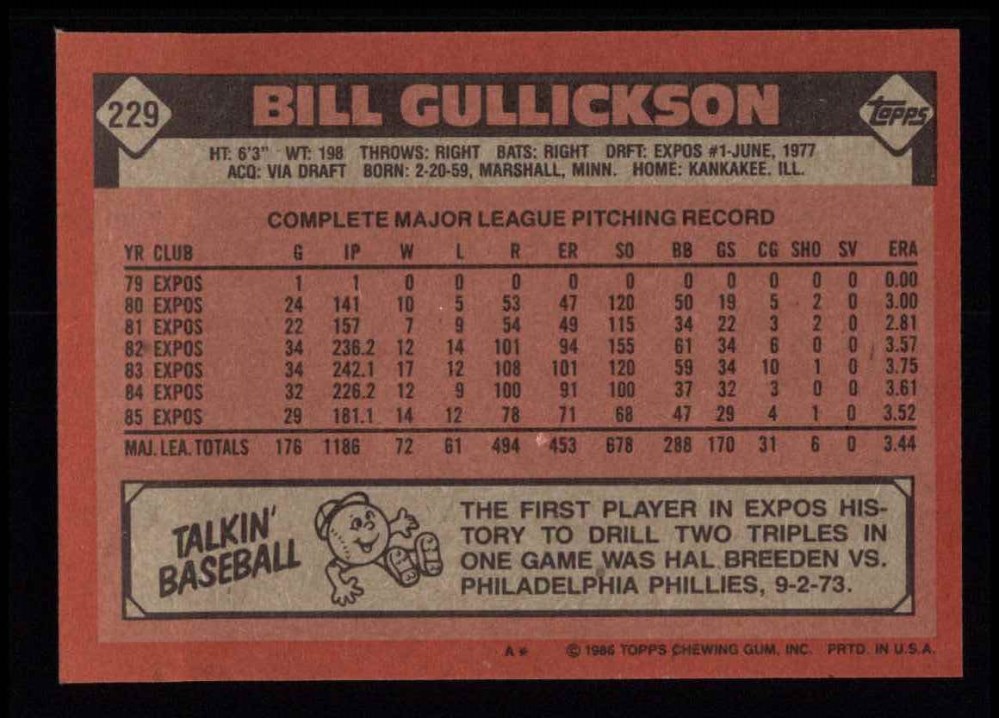 229 BILL GULLICKSON Topps
HT: 6'3" WT: 198 THROWS: RIGHT BATS: RIGHT DRFT: EXPOS #1-JUNE, 1977
ACQ: VIA DRAFT BORN: 2-20-59, MARSHALL, MINN. HOME: KANKAKEE, ILL.
COMPLETE MAJOR LEAGUE PITCHING RECORD
YR CLUB G IP W L R ER SO BB GS CG SHO SV ERA
79 EXPOS 1 1 0 0 0 0 0 0 0 0 0 0 0.00
80 EXPOS 24 141 10 5 53 47 120 50 19 5 2 0 3.00
81 EXPOS 22 157 7 9 54 49 115 34 22 3 2 0 2.81
82 EXPOS 34 236.2 12 14 101 94 155 61 34 6 0 0 3.57
83 EXPOS 34 242.1 17 12 108 101 120 59 34 10 1 0 3.75
84 EXPOS 32 226.2 12 9 100 91 100 37 32 3 0 0 3.61
85 EXPOS 29 181.1 14 12 78 71 68 47 29 4 1 0 3.52
MAJ. LEA. TOTALS 176 1186 72 61 494 453 678 288 170 31 6 0 3.44
TALKIN'
BASEBALL
THE FIRST PLAYER IN EXPOS HIS-
TORY TO DRILL TWO TRIPLES IN
ONE GAME WAS HAL BREEDEN VS.
PHILADELPHIA PHILLIES, 9-2-73.
A* © 1986 TOPPS CHEWING GUM, INC. PRTD. IN U.S.A.